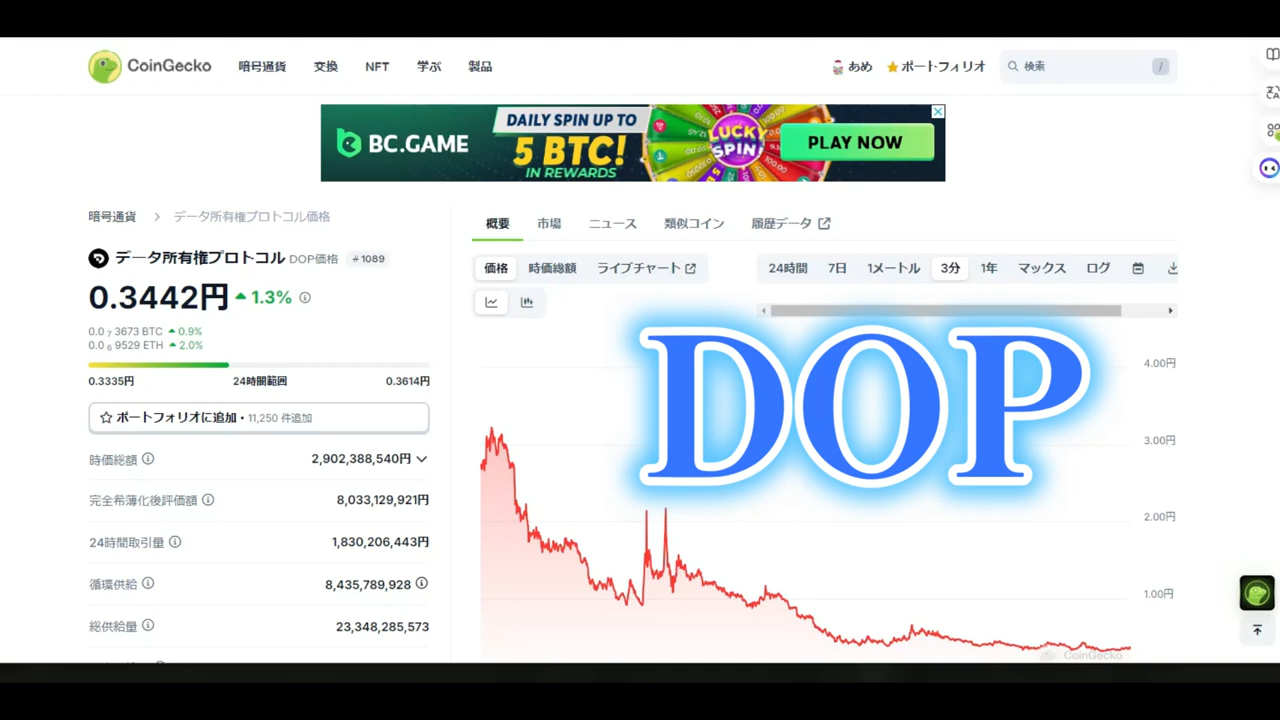 CoinGecko 暗号通貨 交換 NFT 学ぶ 製品 あめ ポートフォリオ 検索 /
BC.GAME DAILY SPIN UP TO 5 BTC! IN REWARDS LUCKY SPIN! PLAY NOW
暗号通貨 > データ所有権プロトコル価格
データ所有権プロトコル DOP価格 #1089
0.3442円 ▲ 1.3%
0.0₇3673 BTC ▲ 0.9%
0.0₆9529 ETH ▲ 2.0%
0.3335円 24時間範囲 0.3614円
ポートフォリオに追加 • 11,250 件追加
時価総額 2,902,388,540円
完全希薄化後評価額 8,033,129,921円
24時間取引量 1,830,206,443円
循環供給 8,435,789,928
総供給量 23,348,285,573
概要 市場 ニュース 類似コイン 履歴データ
価格 時価総額 ライブチャート 24時間 7日 1メートル 3分 1年 マックス ログ
DOP
4.00円
3.00円
2.00円
1.00円
CoinGecko